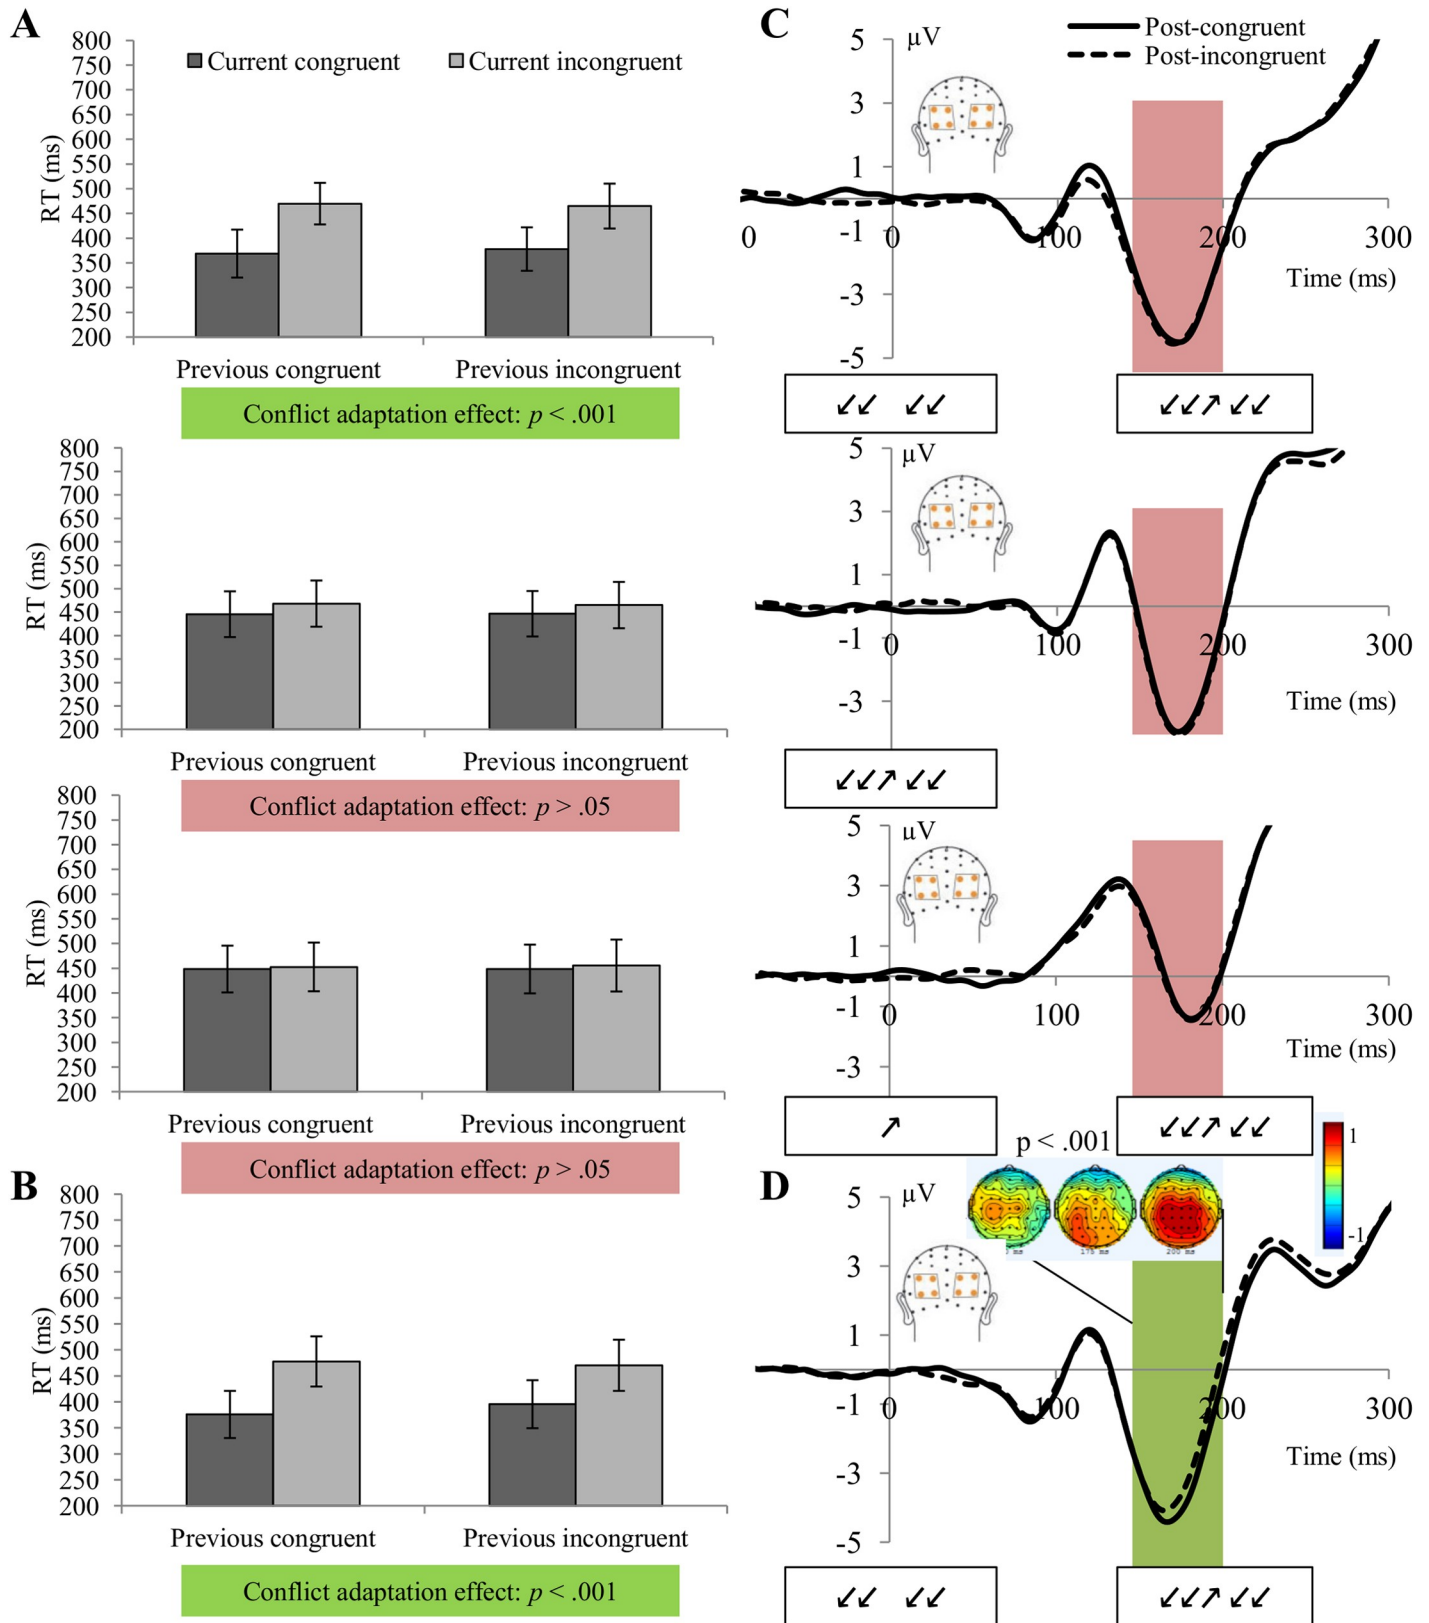 A
800
750
700
650
600
550
500
450
400
350
300
250
200
RT (ms)
Current congruent
Current incongruent
Previous congruent
Previous incongruent
Conflict adaptation effect: p < .001
800
750
700
650
600
550
500
450
400
350
300
250
200
RT (ms)
Previous congruent
Previous incongruent
Conflict adaptation effect: p > .05
800
750
700
650
600
550
500
450
400
350
300
250
200
RT (ms)
Previous congruent
Previous incongruent
Conflict adaptation effect: p > .05
B
800
750
700
650
600
550
500
450
400
350
300
250
200
RT (ms)
Previous congruent
Previous incongruent
Conflict adaptation effect: p < .001
C
Post-congruent
Post-incongruent
5
µV
3
1
-1
-3
-5
0
0
100
200
300
Time (ms)
↙↙ ↙↙
↙↙↗↙↙
5
µV
3
1
-1
-3
0
100
200
300
Time (ms)
↙↙↗↙↙
5
µV
3
1
-1
-3
0
100
200
300
Time (ms)
↗
↙↙↗↙↙
D
p < .001
1
-1
5
µV
3
1
-1
-3
-5
ms
175 ms
200 ms
0
100
200
300
Time (ms)
↙↙ ↙↙
↙↙↗↙↙